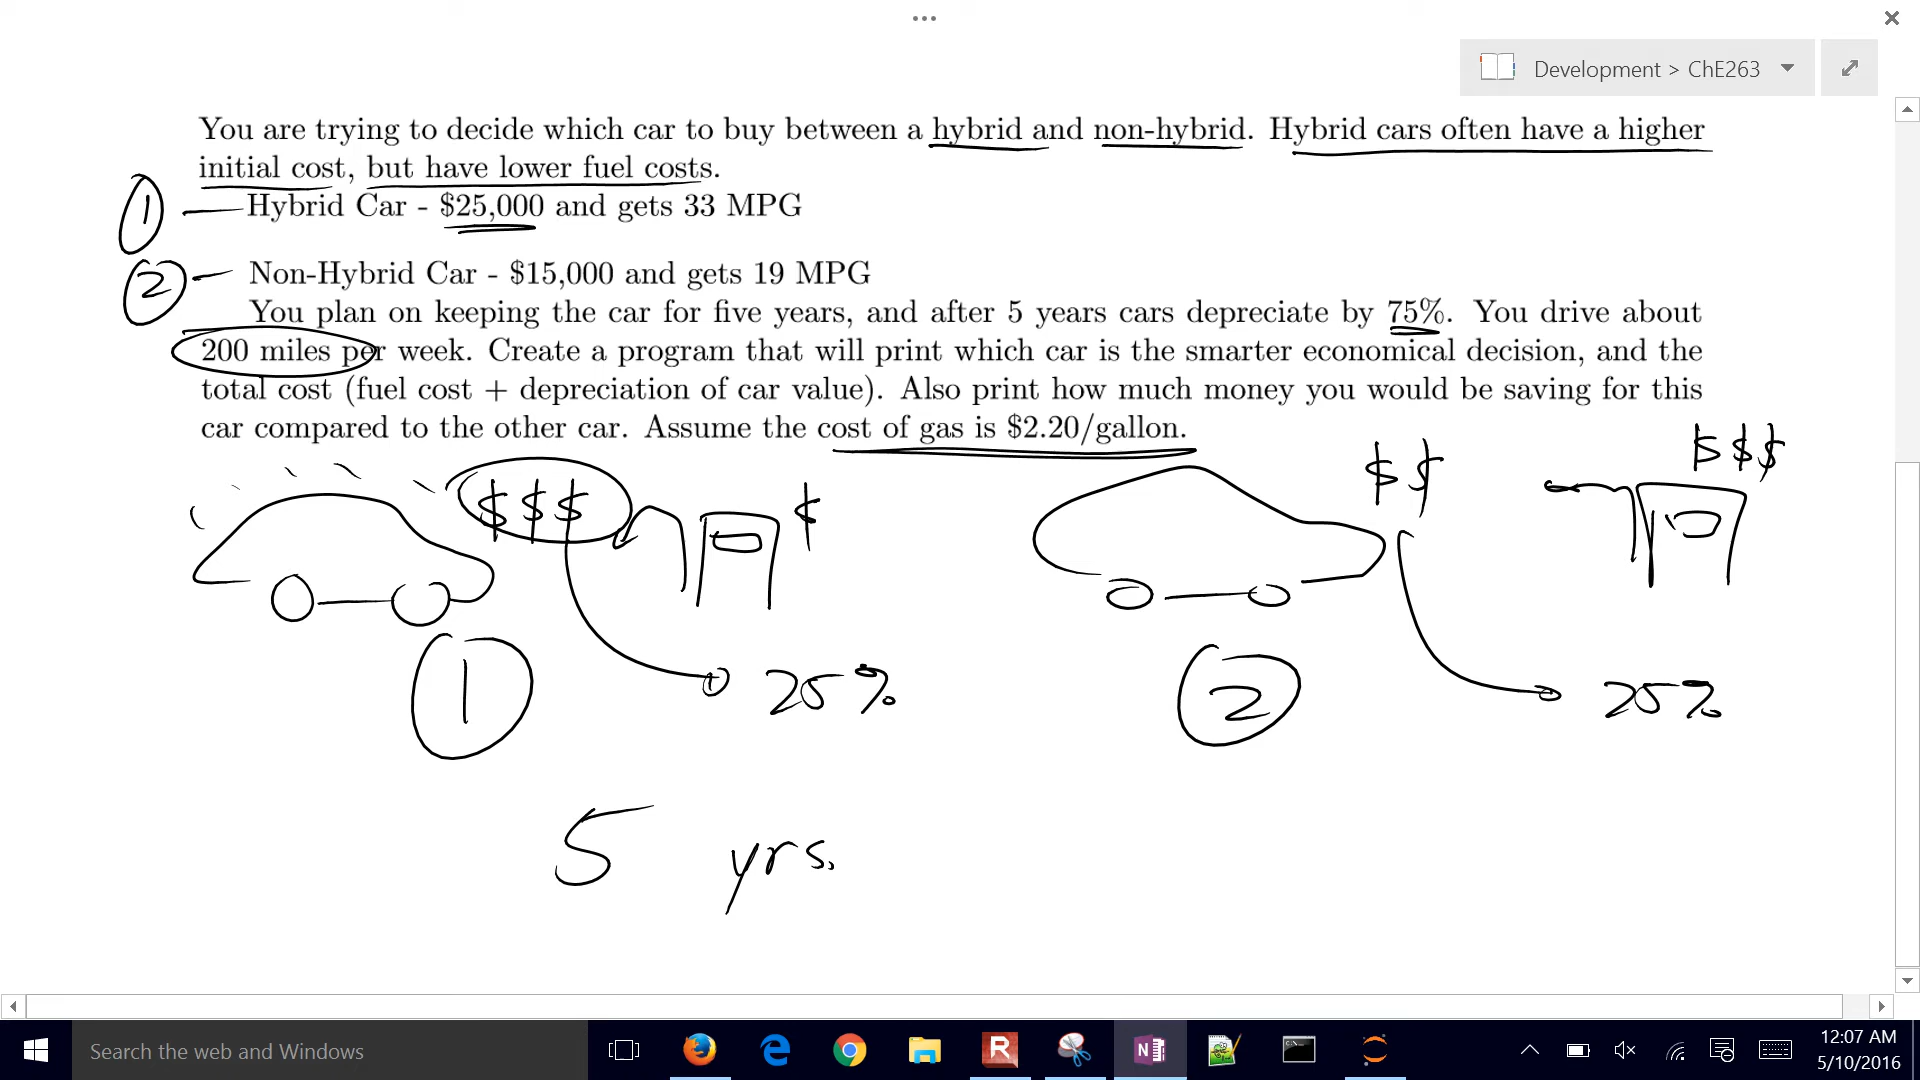 Development > ChE263
You are trying to decide which car to buy between a hybrid and non-hybrid. Hybrid cars often have a higher
initial cost, but have lower fuel costs.
1 Hybrid Car - $25,000 and gets 33 MPG
2 Non-Hybrid Car - $15,000 and gets 19 MPG
You plan on keeping the car for five years, and after 5 years cars depreciate by 75%. You drive about
200 miles per week. Create a program that will print which car is the smarter economical decision, and the
total cost (fuel cost + depreciation of car value). Also print how much money you would be saving for this
car compared to the other car. Assume the cost of gas is $2.20/gallon.
$$$ $ $$ $$$
1 25% 2 25%
5 yrs.
Search the web and Windows
12:07 AM
5/10/2016